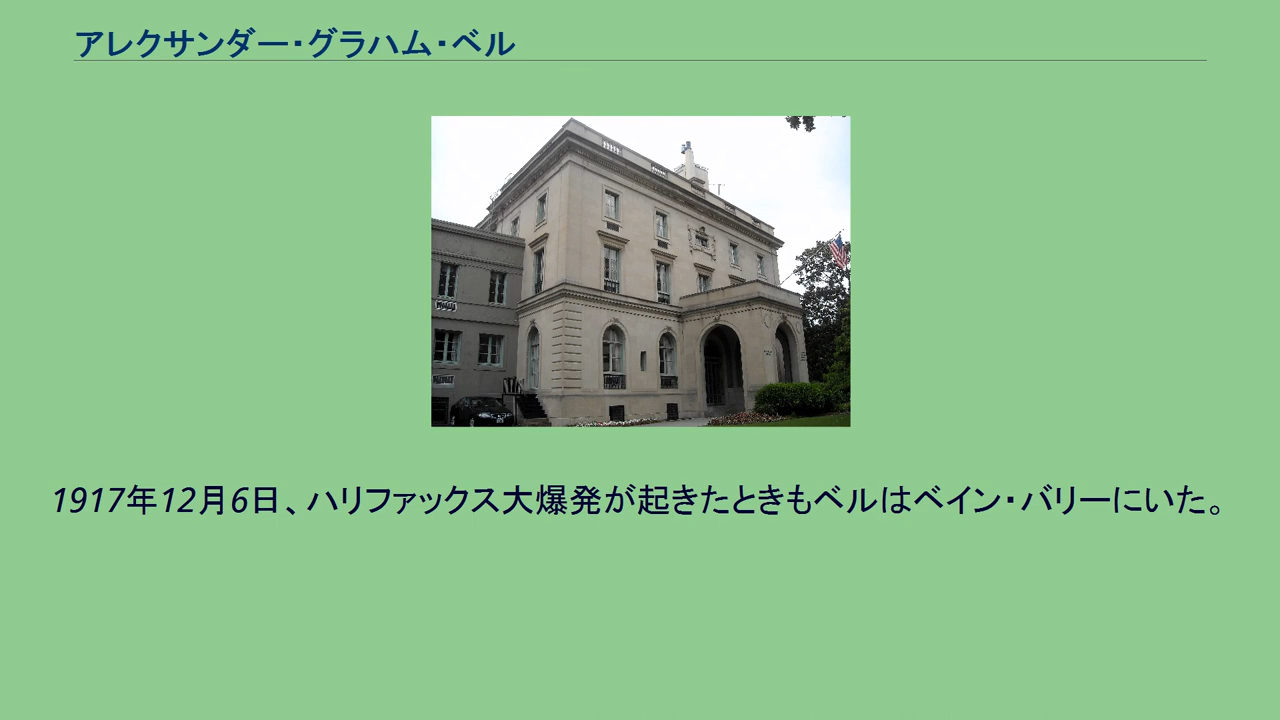 アレクサンダー・グラハム・ベル
1917年12月6日、ハリファックス大爆発が起きたときもベルはベイン・バリーにいた。